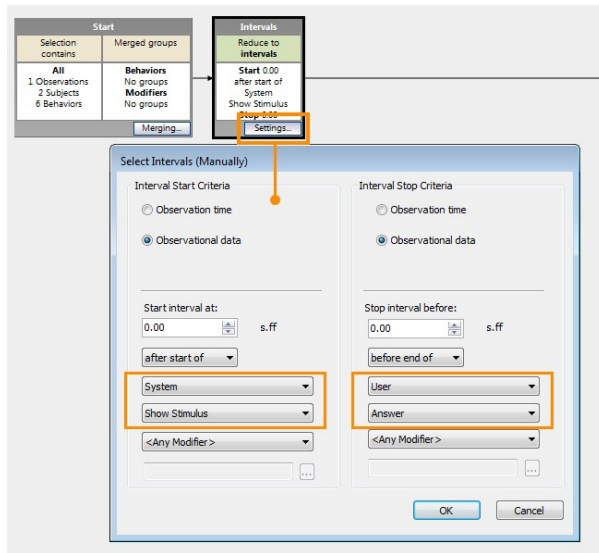 Start
Selection contains
Merged groups
All
1 Observations
2 Subjects
6 Behaviors
Behaviors
No groups
Modifiers
No groups
Merging...
Intervals
Reduce to
intervals
Start 0.00
after start of
System
Show Stimulus
Stop 0.00
Settings...
Select Intervals (Manually)
Interval Start Criteria
Observation time
Observational data
Start interval at:
0.00 s.ff
after start of
System
Show Stimulus
<Any Modifier>
...
Interval Stop Criteria
Observation time
Observational data
Stop interval before:
0.00 s.ff
before end of
User
Answer
<Any Modifier>
...
OK Cancel